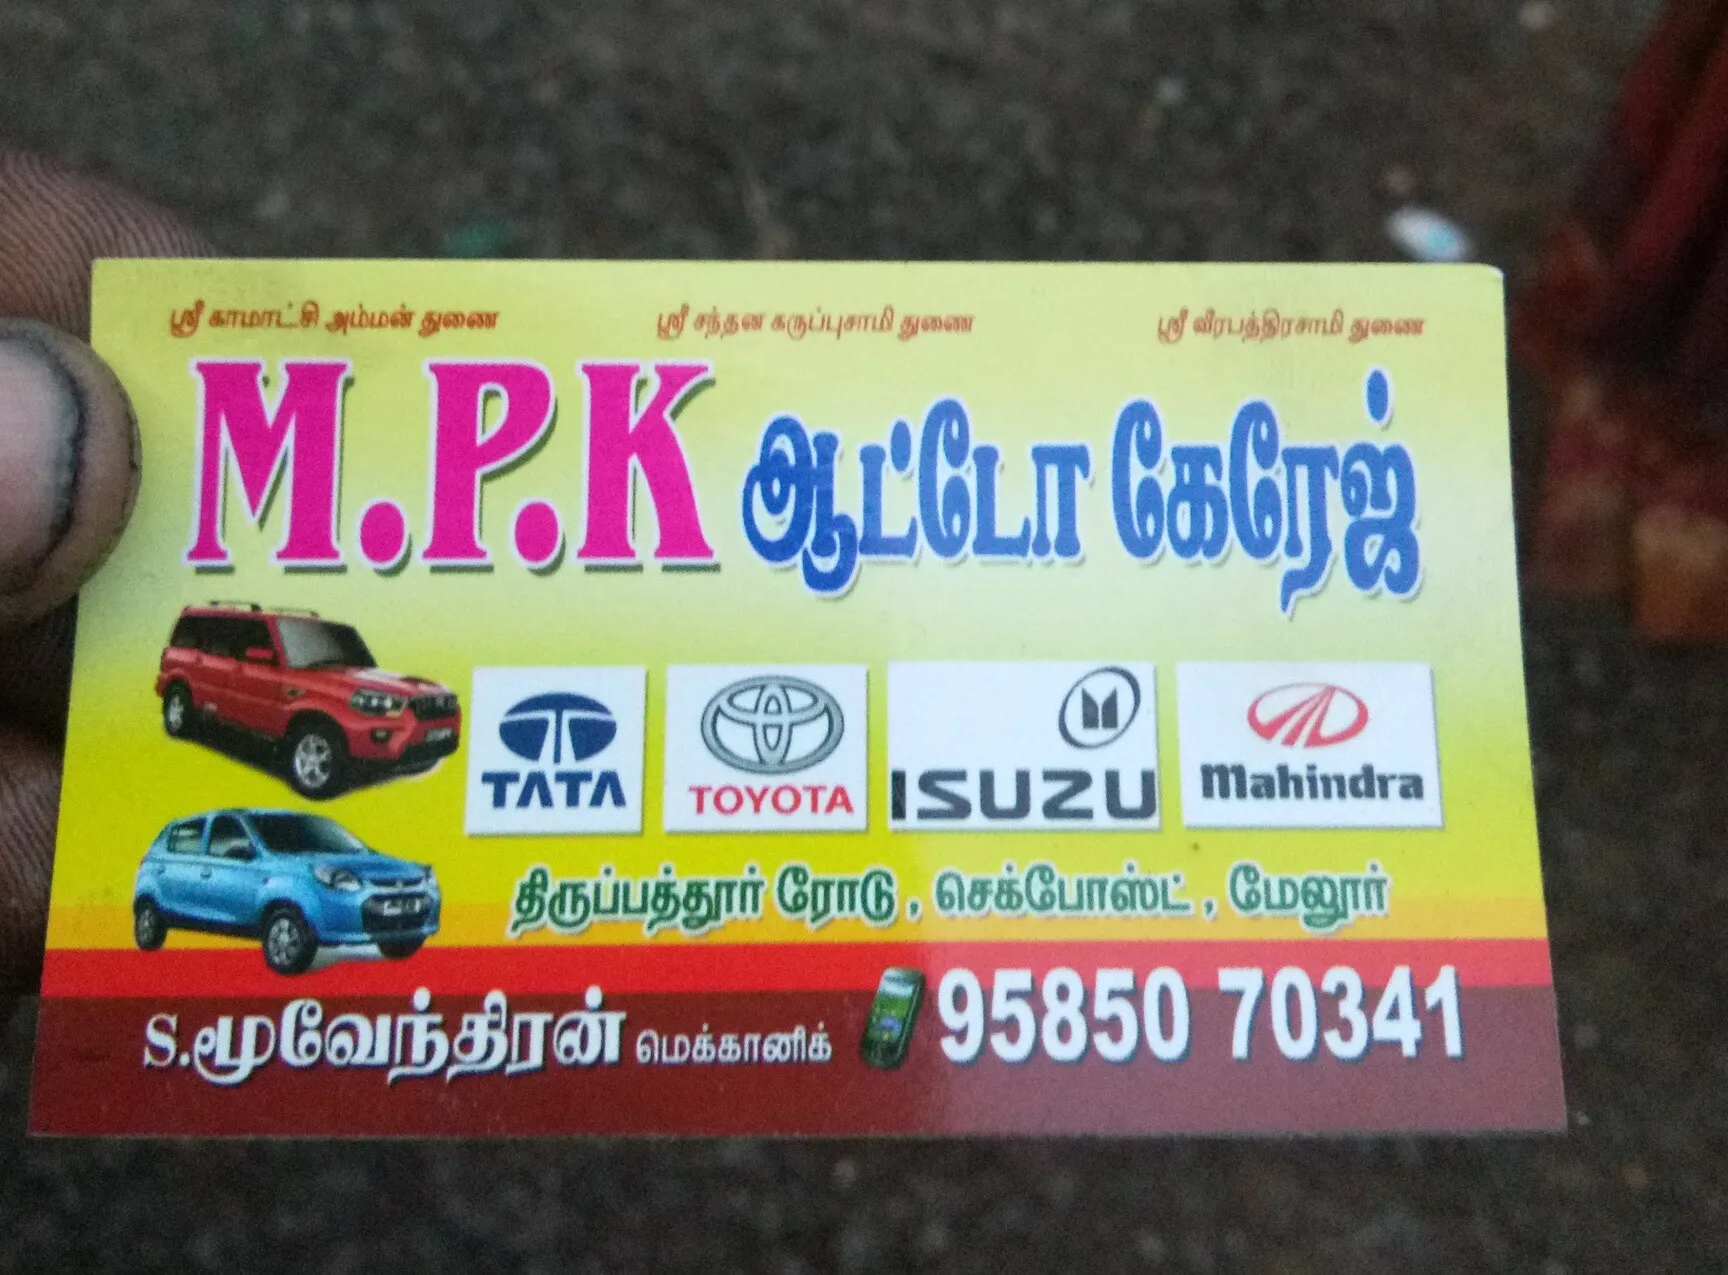 ஸ்ரீ காமாட்சி அம்மன் துணை ஸ்ரீ சந்தன கருப்புசாமி துணை ஸ்ரீ வீரபத்திரசாமி துணை
M.P.K ஆட்டோ கேரேஜ்
TATA TOYOTA ISUZU Mahindra
திருப்பத்தூர் ரோடு , செக்போஸ்ட் , மேலூர்
S.மூவேந்திரன் மெக்கானிக் 95850 70341